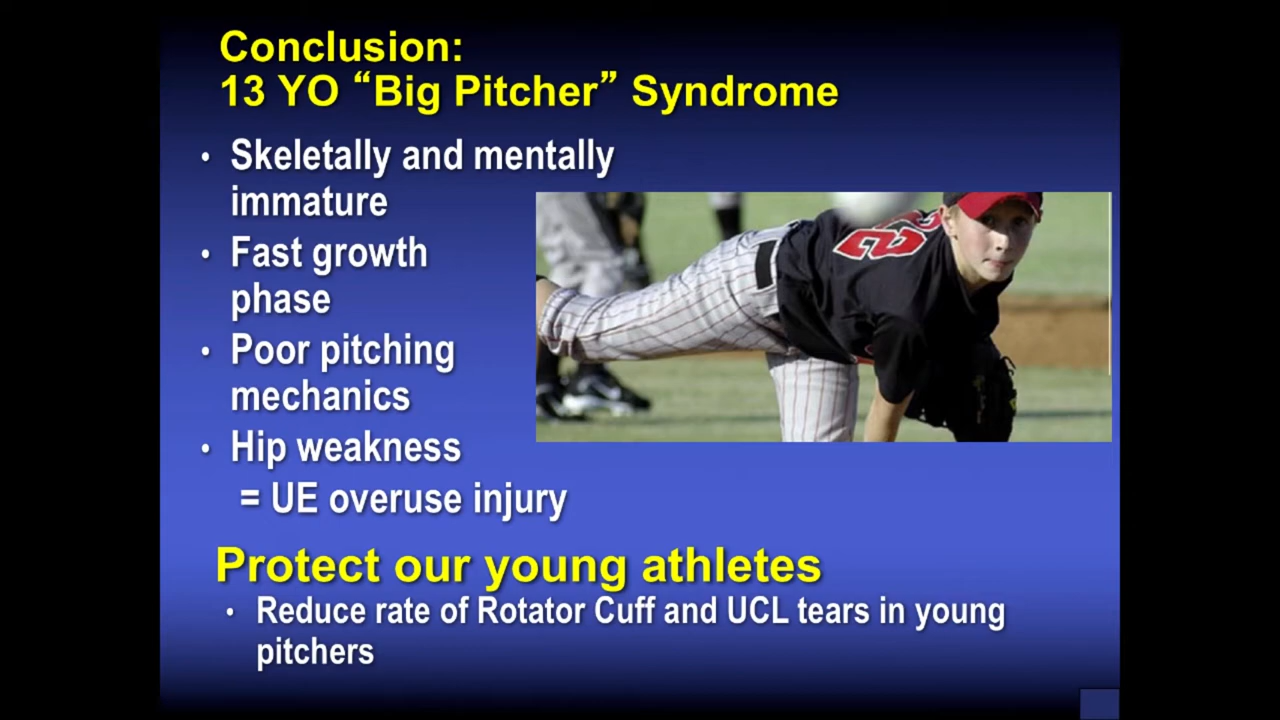 Conclusion:
13 YO “Big Pitcher” Syndrome
• Skeletally and mentally
immature
• Fast growth
phase
• Poor pitching
mechanics
• Hip weakness
= UE overuse injury
22
Protect our young athletes
• Reduce rate of Rotator Cuff and UCL tears in young
pitchers